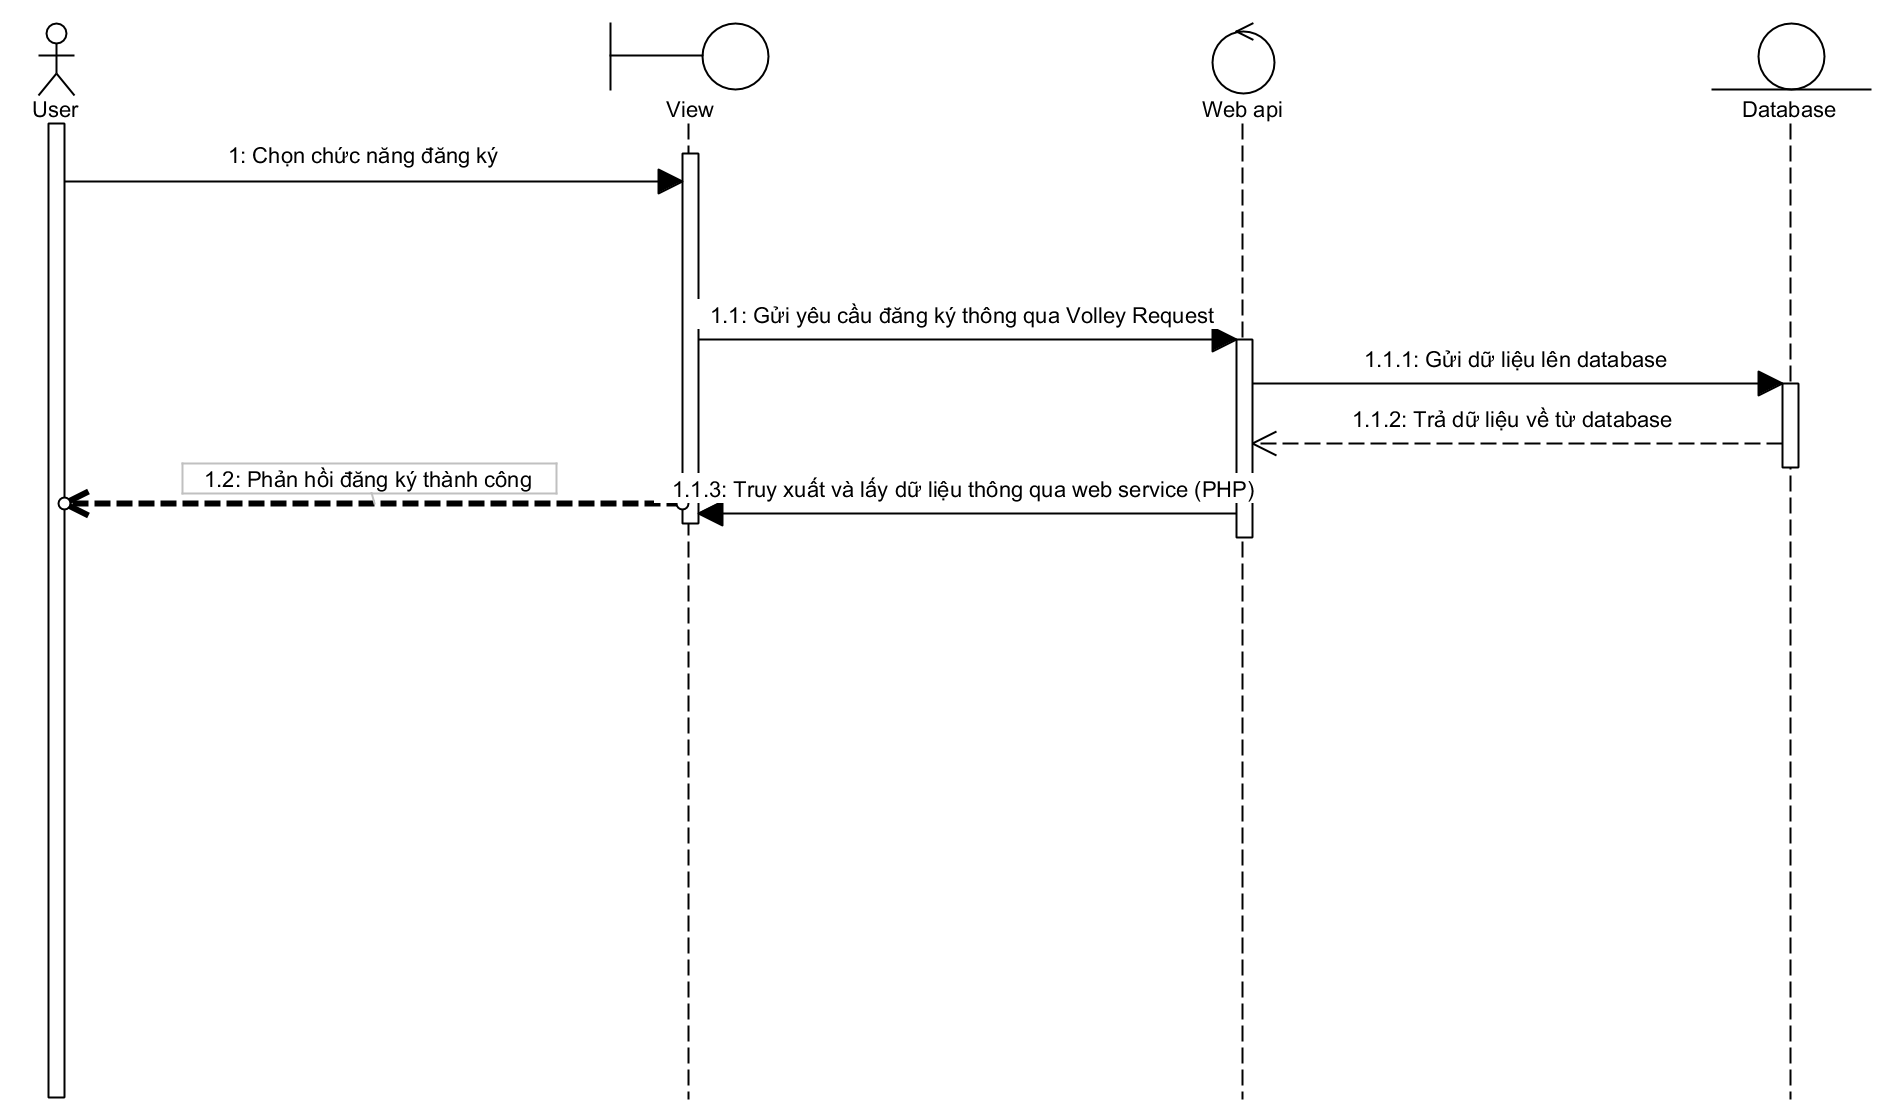 User
View
Web api
Database
1: Chọn chức năng đăng ký
1.1: Gửi yêu cầu đăng ký thông qua Volley Request
1.1.1: Gửi dữ liệu lên database
1.1.2: Trả dữ liệu về từ database
1.2: Phản hồi đăng ký thành công
1.1.3: Truy xuất và lấy dữ liệu thông qua web service (PHP)